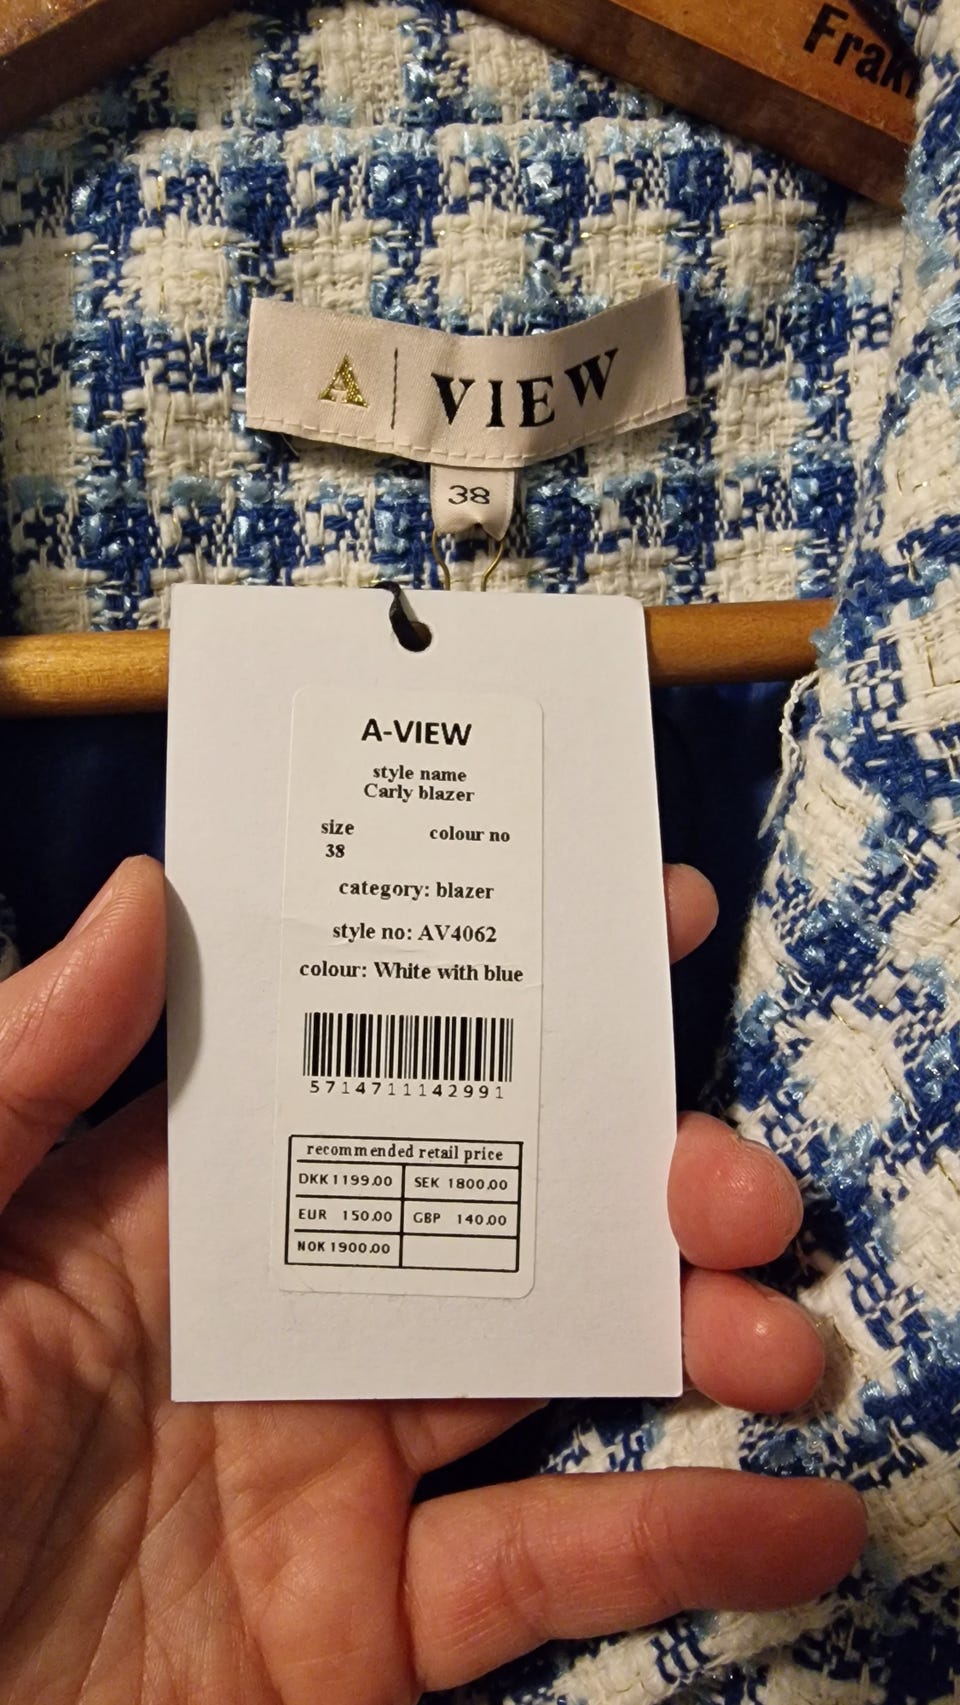 A | VIEW
38
A-VIEW
style name
Carly blazer
size colour no
38
category: blazer
style no: AV4062
colour: White with blue
5714711142991
recommended retail price
DKK 1199.00 SEK 1800.00
EUR 150.00 GBP 140.00
NOK 1900.00